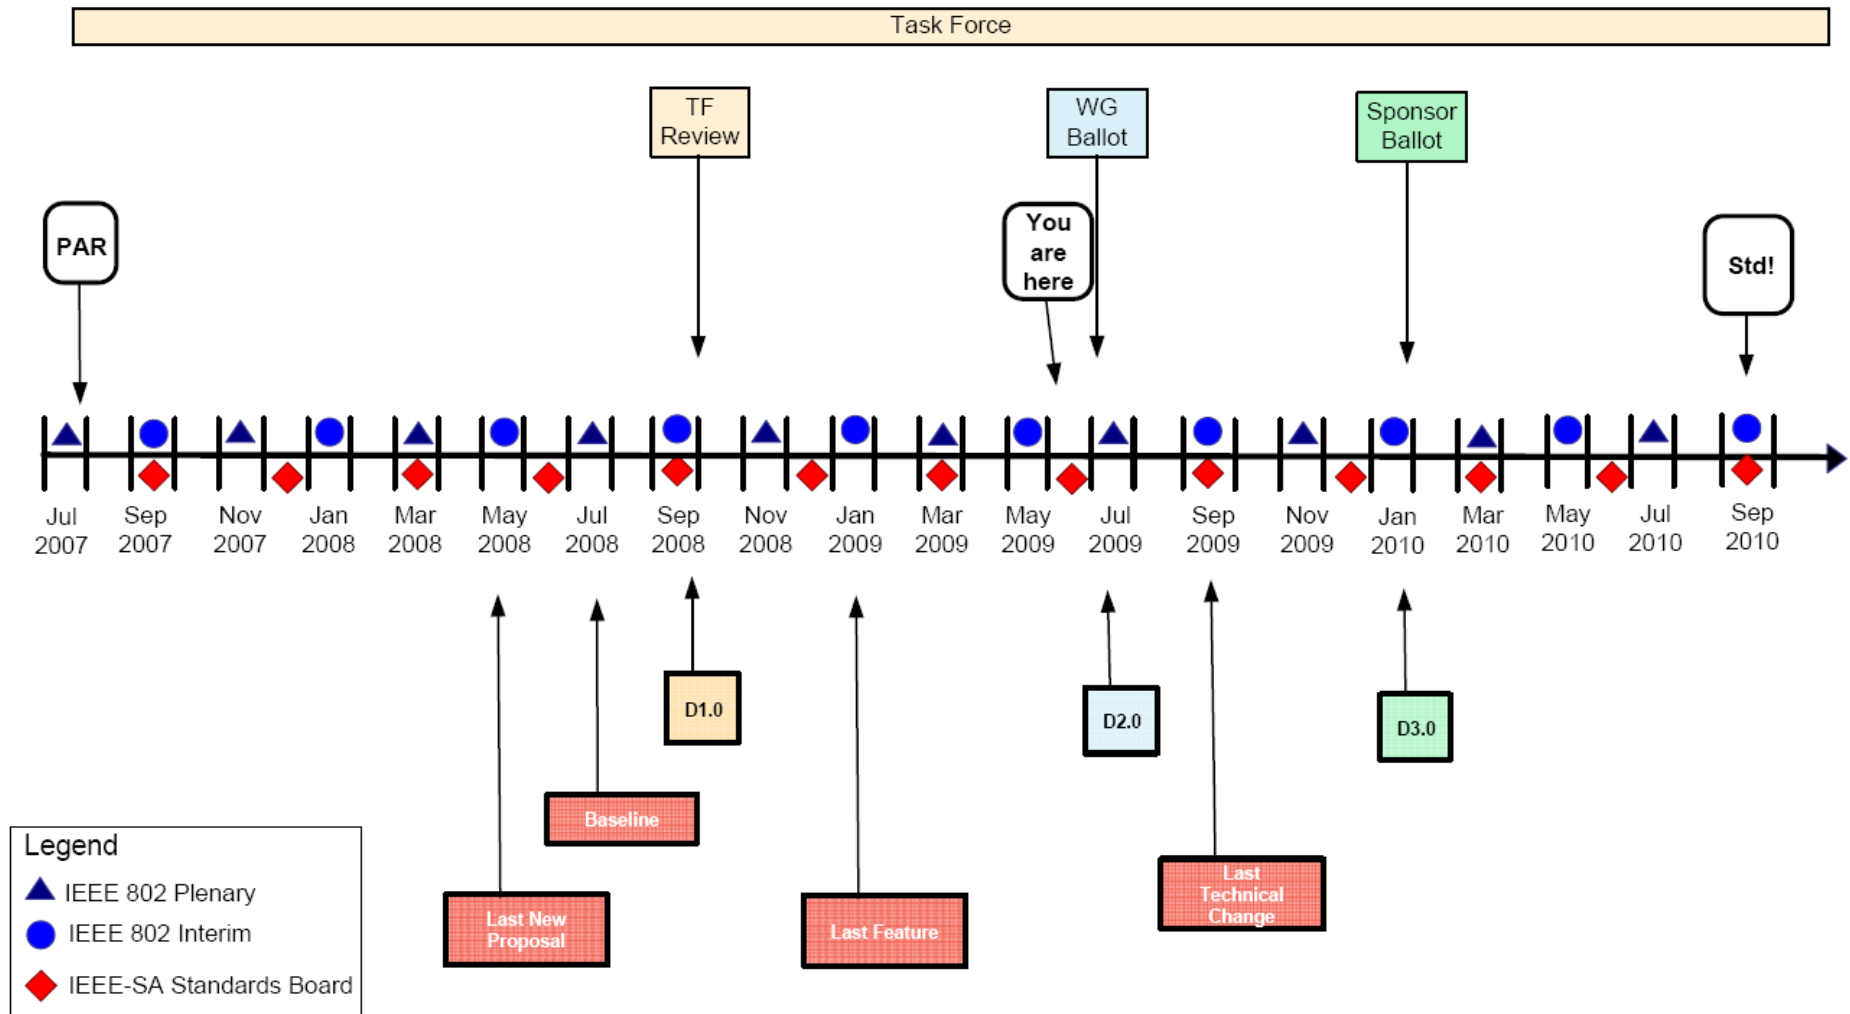 Task Force
TF
Review
WG
Ballot
Sponsor
Ballot
PAR
You
are
here
Std!
Jul
2007
Sep
2007
Nov
2007
Jan
2008
Mar
2008
May
2008
Jul
2008
Sep
2008
Nov
2008
Jan
2009
Mar
2009
May
2009
Jul
2009
Sep
2009
Nov
2009
Jan
2010
Mar
2010
May
2010
Jul
2010
Sep
2010
D1.0
D2.0
D3.0
Baseline
Last New
Proposal
Last Feature
Last
Technical
Change
Legend
IEEE 802 Plenary
IEEE 802 Interim
IEEE-SA Standards Board